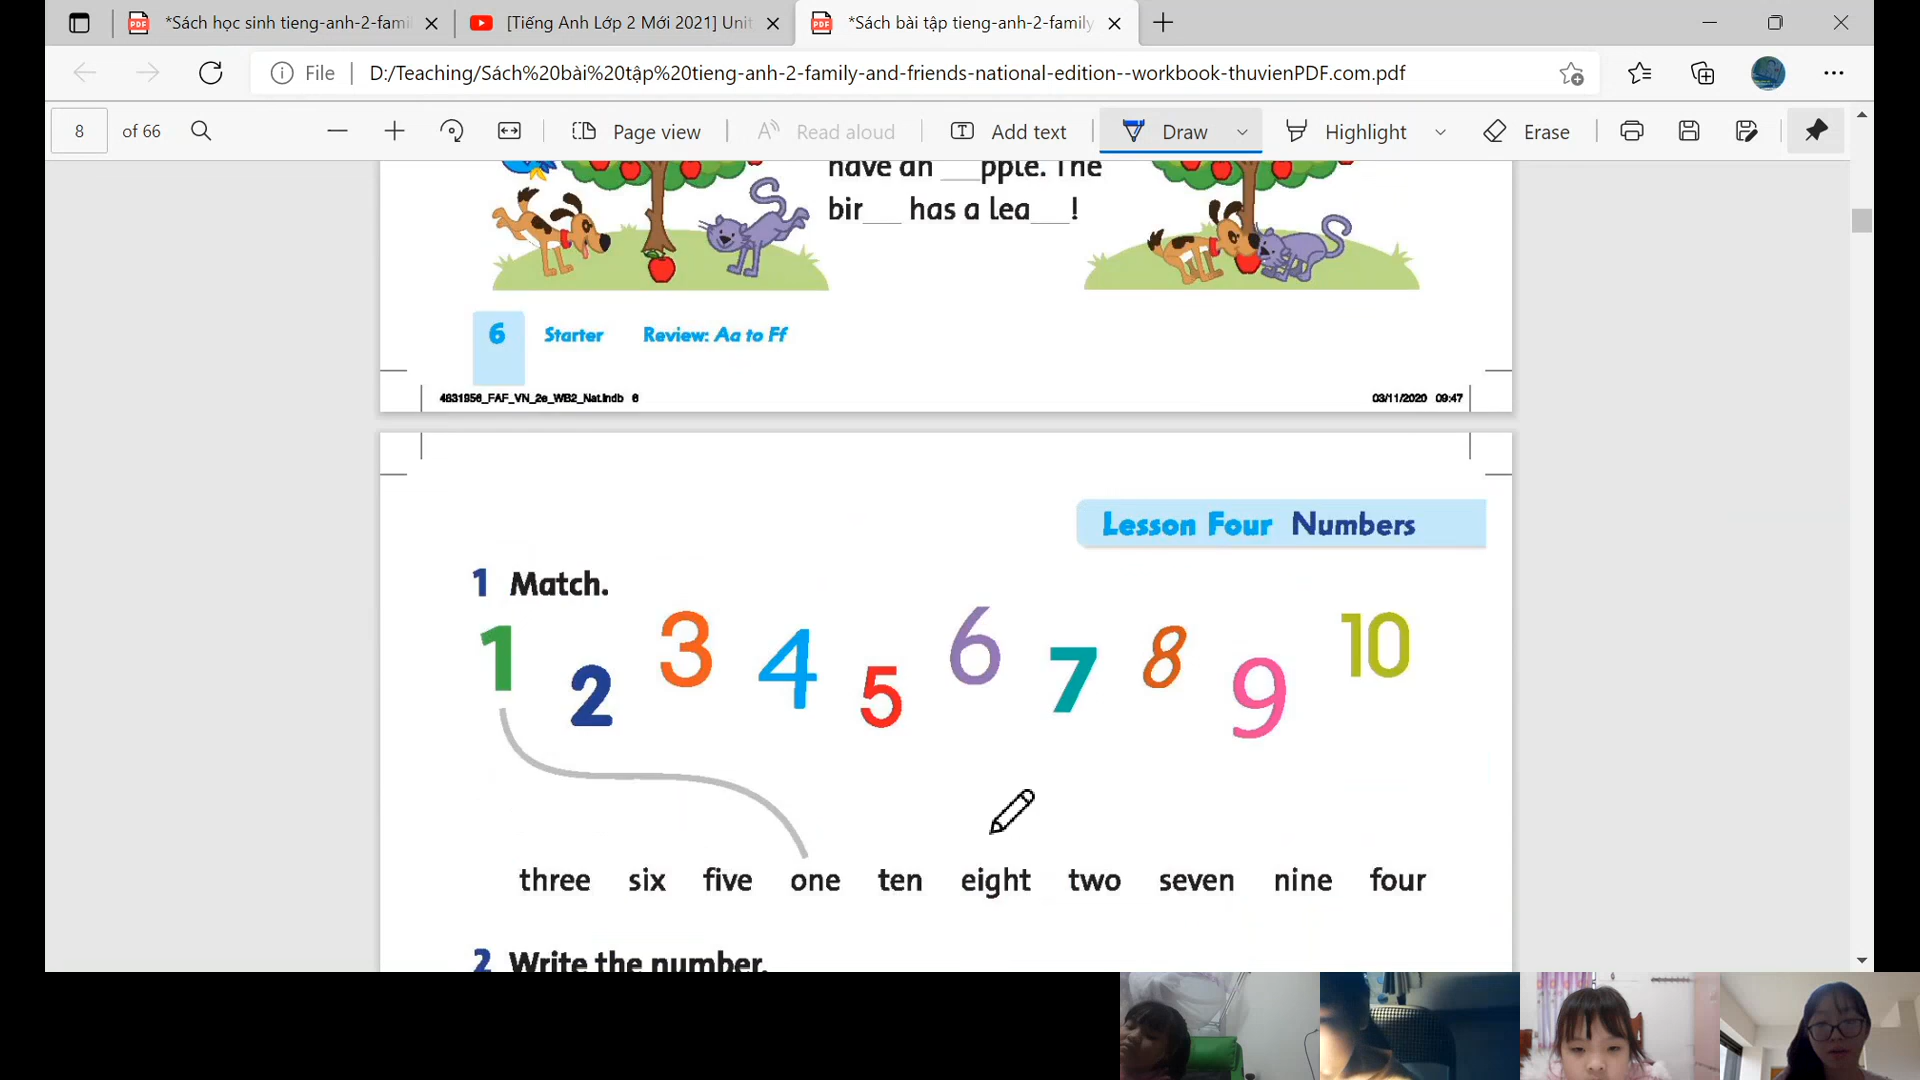 *Sách học sinh tieng-anh-2-fami
[Tiếng Anh Lớp 2 Mới 2021] Unit
*Sách bài tập tieng-anh-2-family
File
D:/Teaching/Sách%20bài%20tập%20tieng-anh-2-family-and-friends-national-edition--workbook-thuvienPDF.com.pdf
8 of 66 Page view Read aloud Add text Draw Highlight Erase
have an __pple. The
bir__ has a lea__!
6 Starter Review: Aa to Ff
4831956_FAF_VN_2e_WB2_Nat.indb 6 03/11/2020 09:47
Lesson Four Numbers
1 Match.
1 2 3 4 5 6 7 8 9 10
three six five one ten eight two seven nine four
2 Write the number.